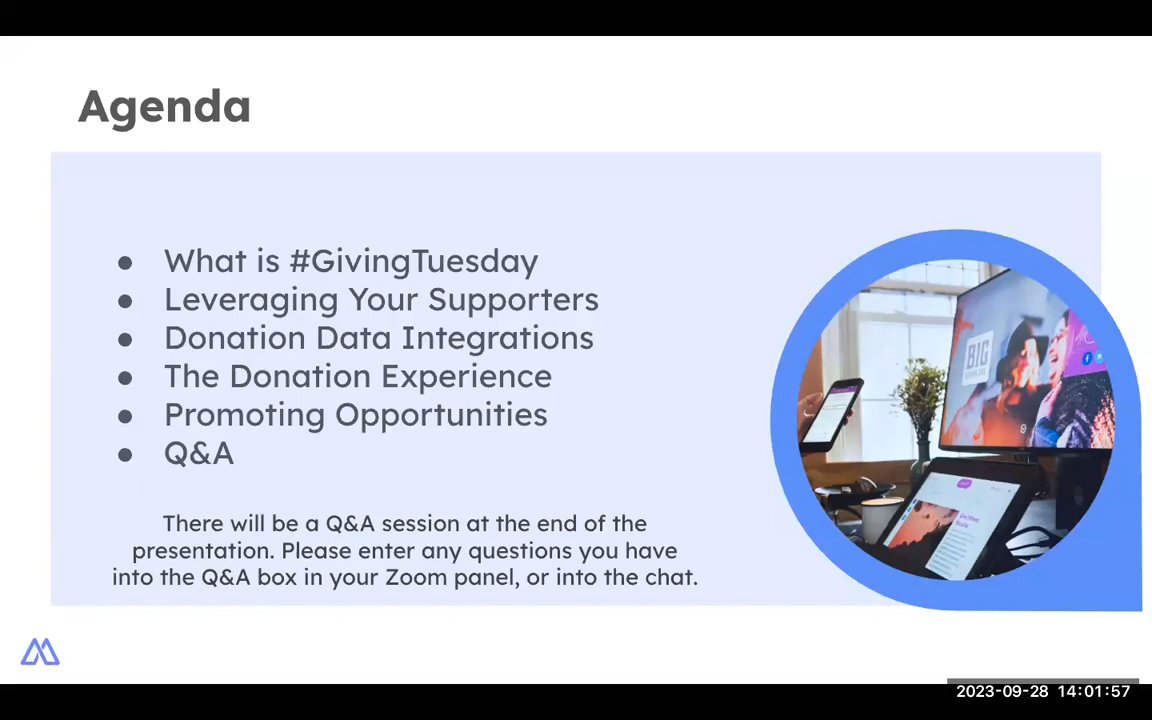 Agenda
● What is #GivingTuesday
● Leveraging Your Supporters
● Donation Data Integrations
● The Donation Experience
● Promoting Opportunities
● Q&A
There will be a Q&A session at the end of the
presentation. Please enter any questions you have
into the Q&A box in your Zoom panel, or into the chat.
BIG
2023-09-28 14:01:57